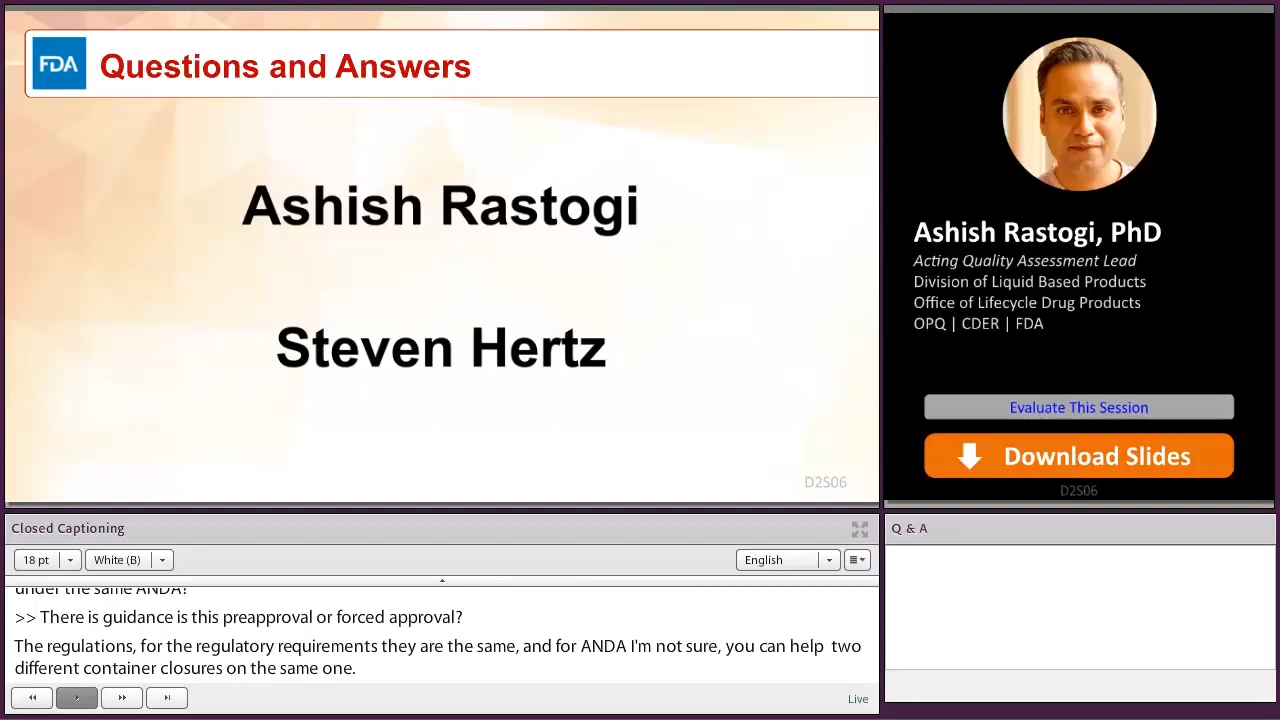 FDA
Questions and Answers
Ashish Rastogi
Steven Hertz
D2S06
Ashish Rastogi, PhD
Acting Quality Assessment Lead
Division of Liquid Based Products
Office of Lifecycle Drug Products
OPQ | CDER | FDA
Evaluate This Session
Download Slides
D2S06
Closed Captioning
18 pt
White (B)
English
under the same ANDA?
>> There is guidance is this preapproval or forced approval?
The regulations, for the regulatory requirements they are the same, and for ANDA I'm not sure, you can help two
different container closures on the same one.
Live
Q & A